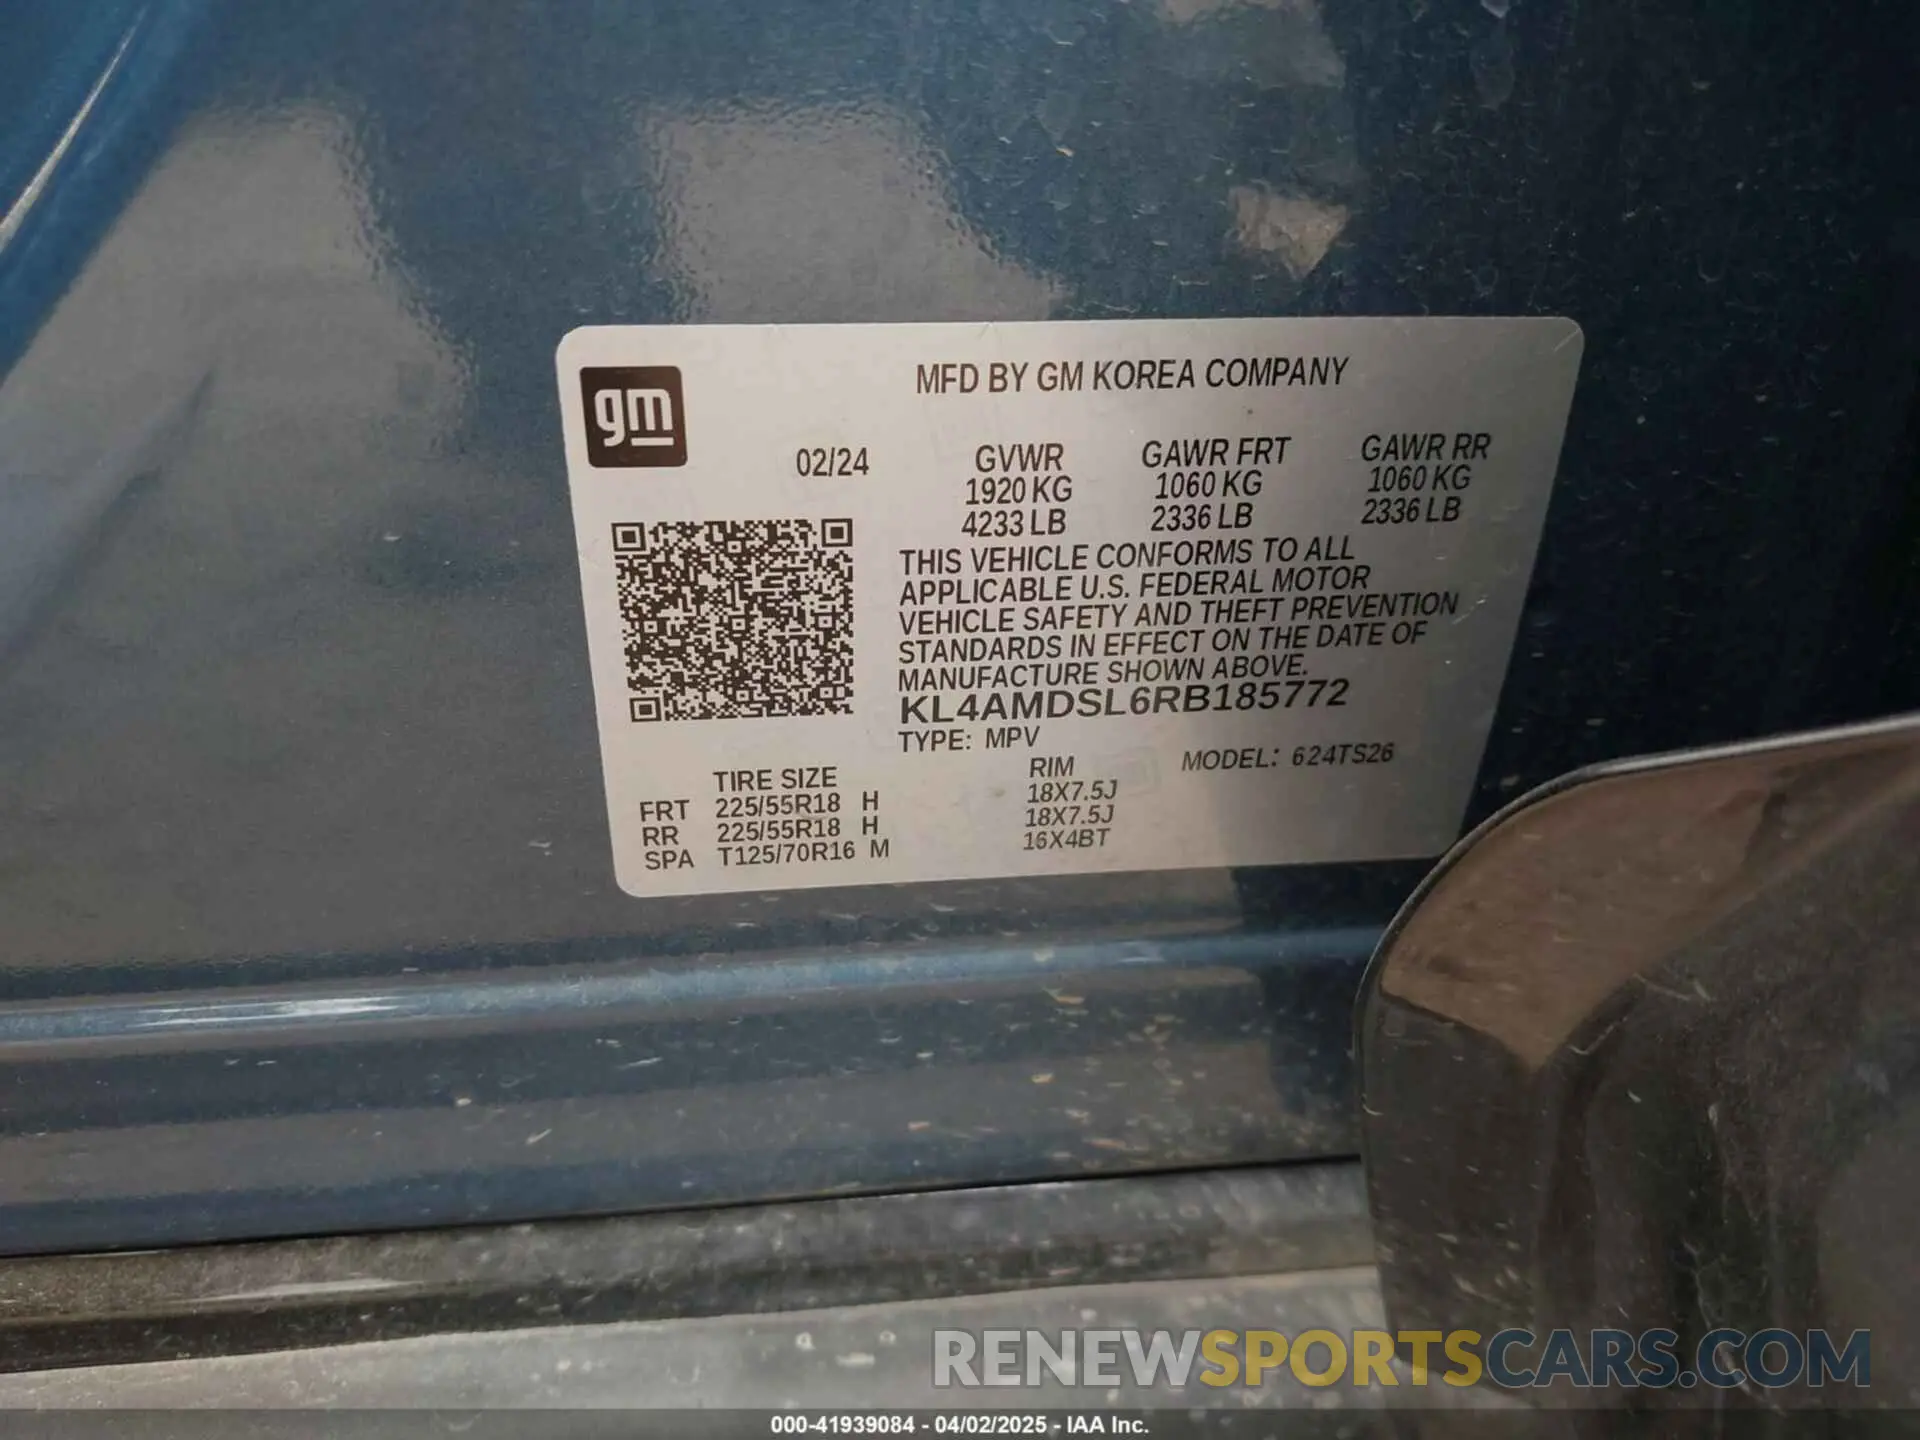 gm
MFD BY GM KOREA COMPANY
02/24 GVWR GAWR FRT GAWR RR
1920 KG 1060 KG 1060 KG
4233 LB 2336 LB 2336 LB
THIS VEHICLE CONFORMS TO ALL
APPLICABLE U.S. FEDERAL MOTOR
VEHICLE SAFETY AND THEFT PREVENTION
STANDARDS IN EFFECT ON THE DATE OF
MANUFACTURE SHOWN ABOVE.
KL4AMDSL6RB185772
TYPE: MPV
MODEL: 624TS26
TIRE SIZE RIM
FRT 225/55R18 H 18X7.5J
RR 225/55R18 H 18X7.5J
SPA T125/70R16 M 16X4BT
RENEWSPORTSCARS.COM
000-41939084 - 04/02/2025 - IAA Inc.